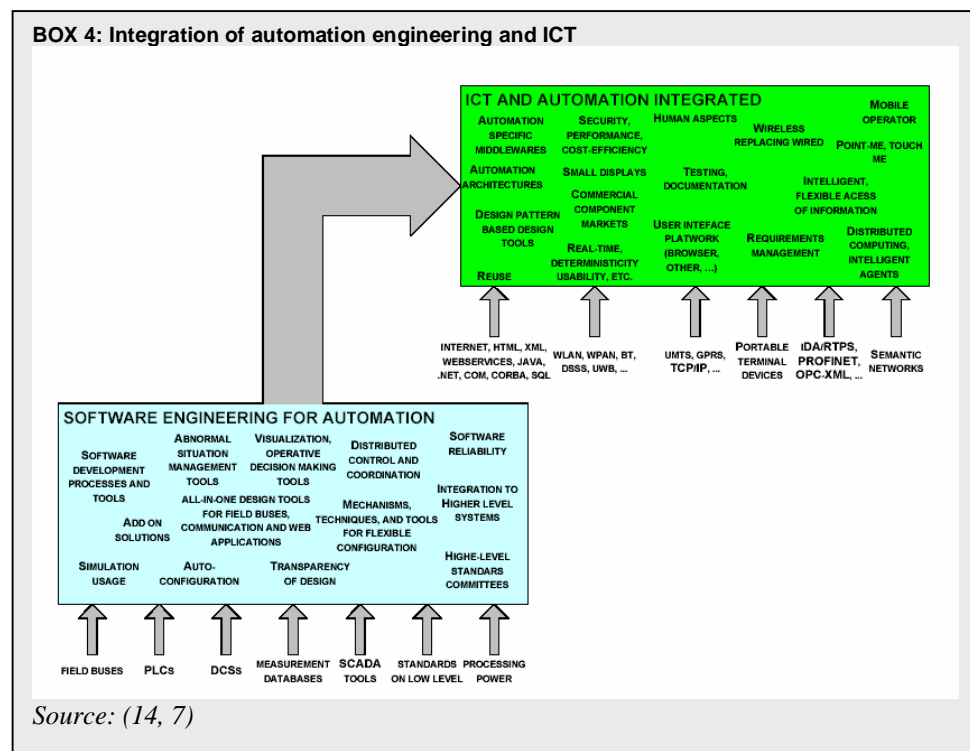 BOX 4: Integration of automation engineering and ICT
ICT AND AUTOMATION INTEGRATED
AUTOMATION
SPECIFIC
MIDDLEWARES
SECURITY,
PERFORMANCE,
COST-EFFICIENCY
HUMAN ASPECTS
WIRELESS
REPLACING WIRED
MOBILE
OPERATOR
POINT-ME, TOUCH
ME
AUTOMATION
ARCHITECTURES
SMALL DISPLAYS
TESTING,
DOCUMENTATION
INTELLIGENT,
FLEXIBLE ACESS
OF INFORMATION
COMMERCIAL
COMPONENT
MARKETS
DESIGN PATTERN
BASED DESIGN
TOOLS
USER INTEFACE
PLATWORK
(BROWSER,
OTHER, ...)
REQUIREMENTS
MANAGEMENT
DISTRIBUTED
COMPUTING,
INTELLIGENT
AGENTS
REAL-TIME,
DETERMINISTICITY
USABILITY, ETC.
REUSE
INTERNET, HTML, XML,
WEBSERVICES, JAVA,
.NET, COM, CORBA, SQL
WLAN, WPAN, BT,
DSSS, UWB, ...
UMTS, GPRS,
TCP/IP, ...
PORTABLE
TERMINAL
DEVICES
IDA/RTPS,
PROFINET,
OPC-XML, ...
SEMANTIC
NETWORKS
SOFTWARE ENGINEERING FOR AUTOMATION
SOFTWARE
DEVELOPMENT
PROCESSES AND
TOOLS
ABNORMAL
SITUATION
MANAGEMENT
TOOLS
VISUALIZATION,
OPERATIVE
DECISION MAKING
TOOLS
DISTRIBUTED
CONTROL AND
COORDINATION
SOFTWARE
RELIABILITY
ALL-IN-ONE DESIGN TOOLS
FOR FIELD BUSES,
COMMUNICATION AND WEB
APPLICATIONS
MECHANISMS,
TECHNIQUES, AND TOOLS
FOR FLEXIBLE
CONFIGURATION
INTEGRATION TO
HIGHER LEVEL
SYSTEMS
ADD ON
SOLUTIONS
SIMULATION
USAGE
AUTO-
CONFIGURATION
TRANSPARENCY
OF DESIGN
HIGHE-LEVEL
STANDARS
COMMITTEES
FIELD BUSES
PLCs
DCSs
MEASUREMENT
DATABASES
SCADA
TOOLS
STANDARDS
ON LOW LEVEL
PROCESSING
POWER
Source: (14, 7)